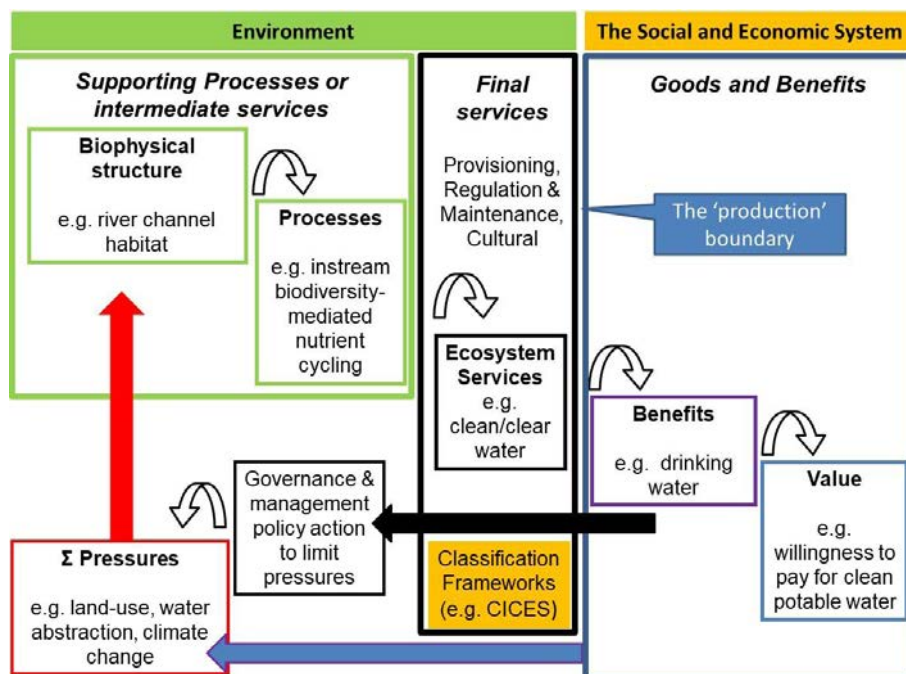 Environment
The Social and Economic System
Supporting Processes or
intermediate services
Biophysical
structure
e.g. river channel
habitat
Processes
e.g. instream
biodiversity-
mediated
nutrient
cycling
Final
services
Provisioning,
Regulation &
Maintenance,
Cultural
Ecosystem
Services
e.g.
clean/clear
water
Classification
Frameworks
(e.g. CICES)
Goods and Benefits
The ‘production’
boundary
Benefits
e.g. drinking
water
Value
e.g.
willingness to
pay for clean
potable water
Governance &
management
policy action
to limit
pressures
Σ Pressures
e.g. land-use, water
abstraction, climate
change